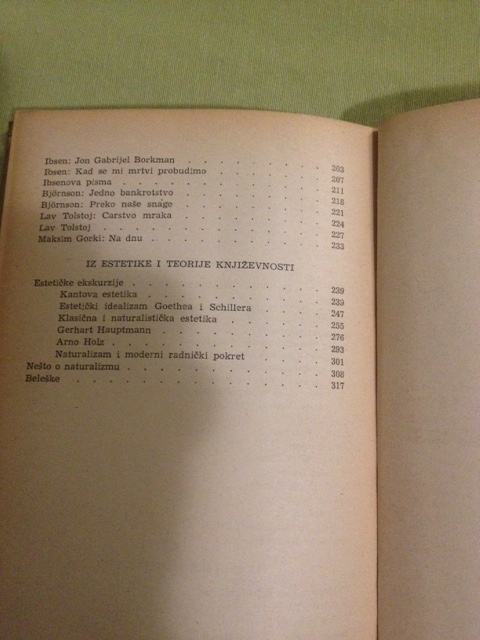 Ibsen: Jon Gabrijel Borkman . . . . . . . . 203
Ibsen: Kad se mi mrtvi probudimo . . . . . . 207
Ibsenova pisma . . . . . . . . . . . 211
Björnson: Jedno bankrotstvo . . . . . . . . 218
Björnson: Preko naše snage . . . . . . . . 221
Lav Tolstoj: Carstvo mraka . . . . . . . . 224
Lav Tolstoj . . . . . . . . . . . . 227
Maksim Gorki: Na dnu . . . . . . . . . 233
IZ ESTETIKE I TEORIJE KNJIŽEVNOSTI
Estetičke ekskurzije . . . . . . . . . . 239
Kantova estetika . . . . . . . . . . 239
Estetički idealizam Goethea i Schillera . . . . 247
Klasična i naturalistička estetika . . . . . . 255
Gerhart Hauptmann . . . . . . . . . 276
Arno Holz . . . . . . . . . . . 293
Naturalizam i moderni radnički pokret . . . . 301
Nešto o naturalizmu . . . . . . . . . . 308
Beleške . . . . . . . . . . . . . 317